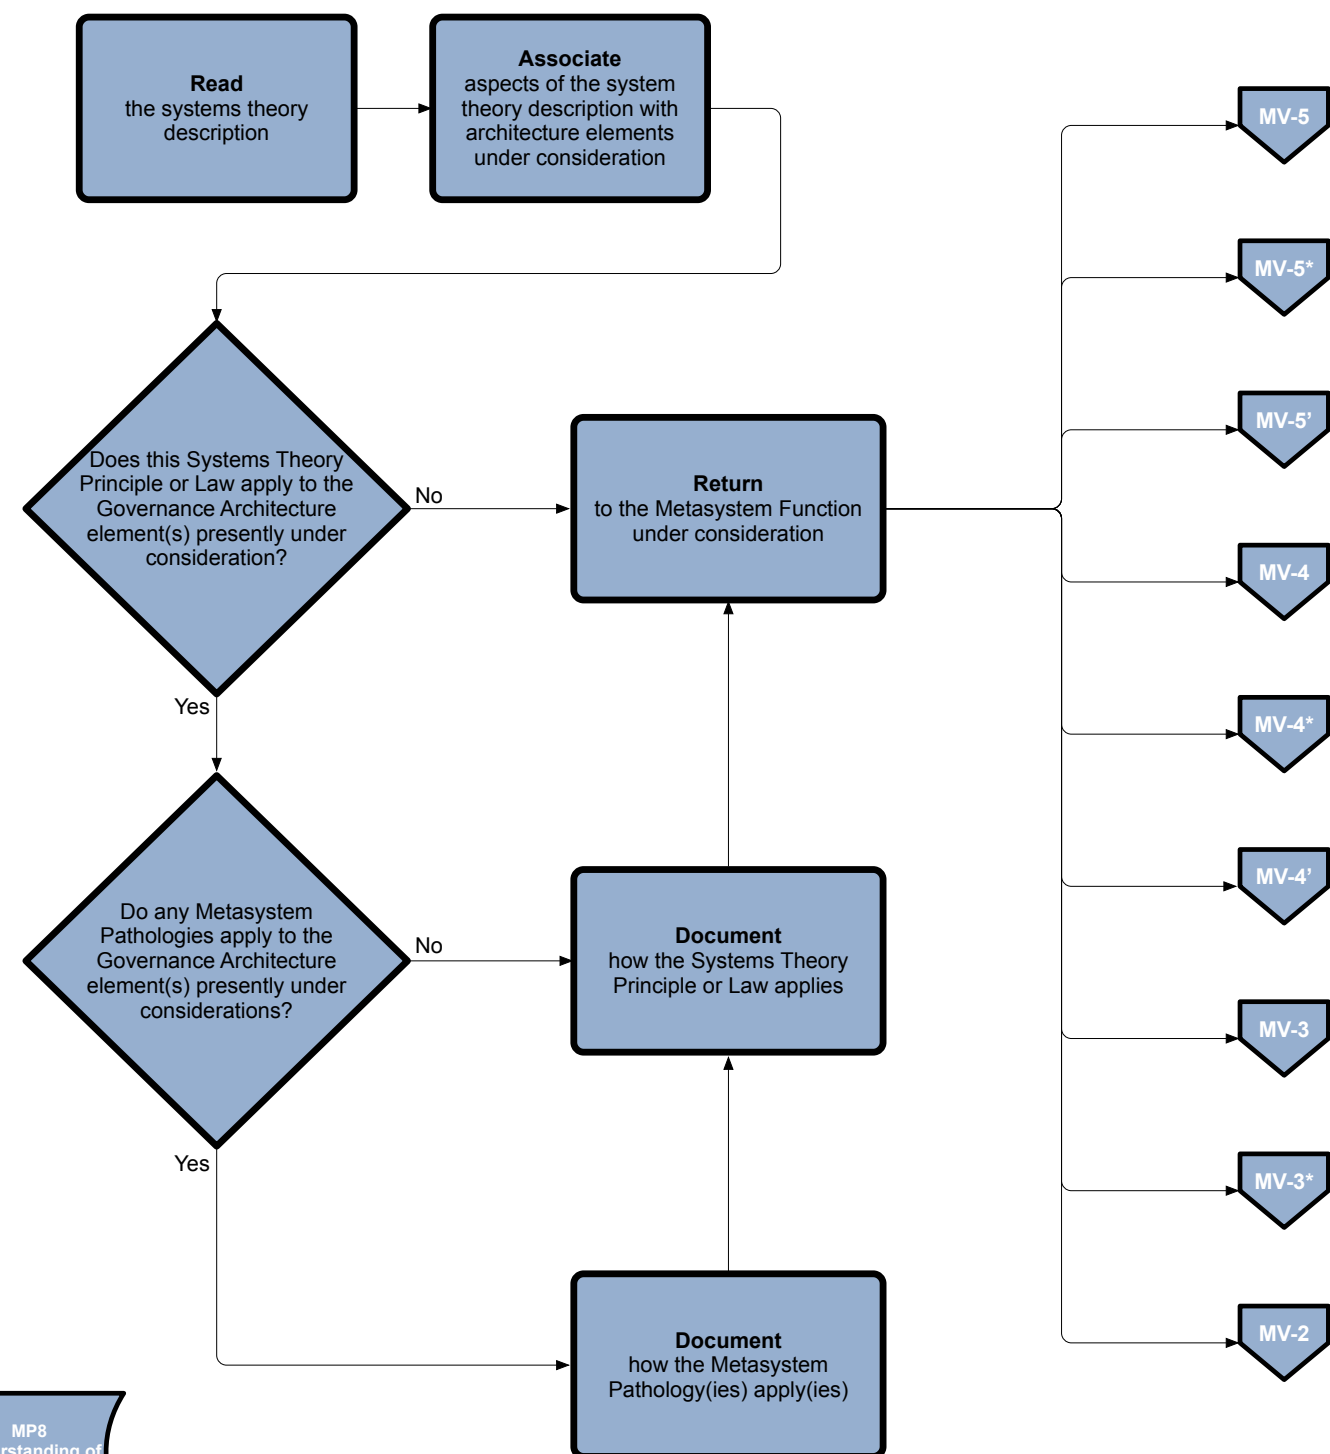 Read
the systems theory
description
Associate
aspects of the system
theory description with
architecture elements
under consideration
MV-5
MV-5*
MV-5’
MV-4
MV-4*
MV-4’
MV-3
MV-3*
MV-2
Does this Systems Theory
Principle or Law apply to the
Governance Architecture
element(s) presently under
consideration?
No
Yes
Return
to the Metasystem Function
under consideration
Do any Metasystem
Pathologies apply to the
Governance Architecture
element(s) presently under
considerations?
No
Yes
Document
how the Systems Theory
Principle or Law applies
Document
how the Metasystem
Pathology(ies) apply(ies)
MP8
of